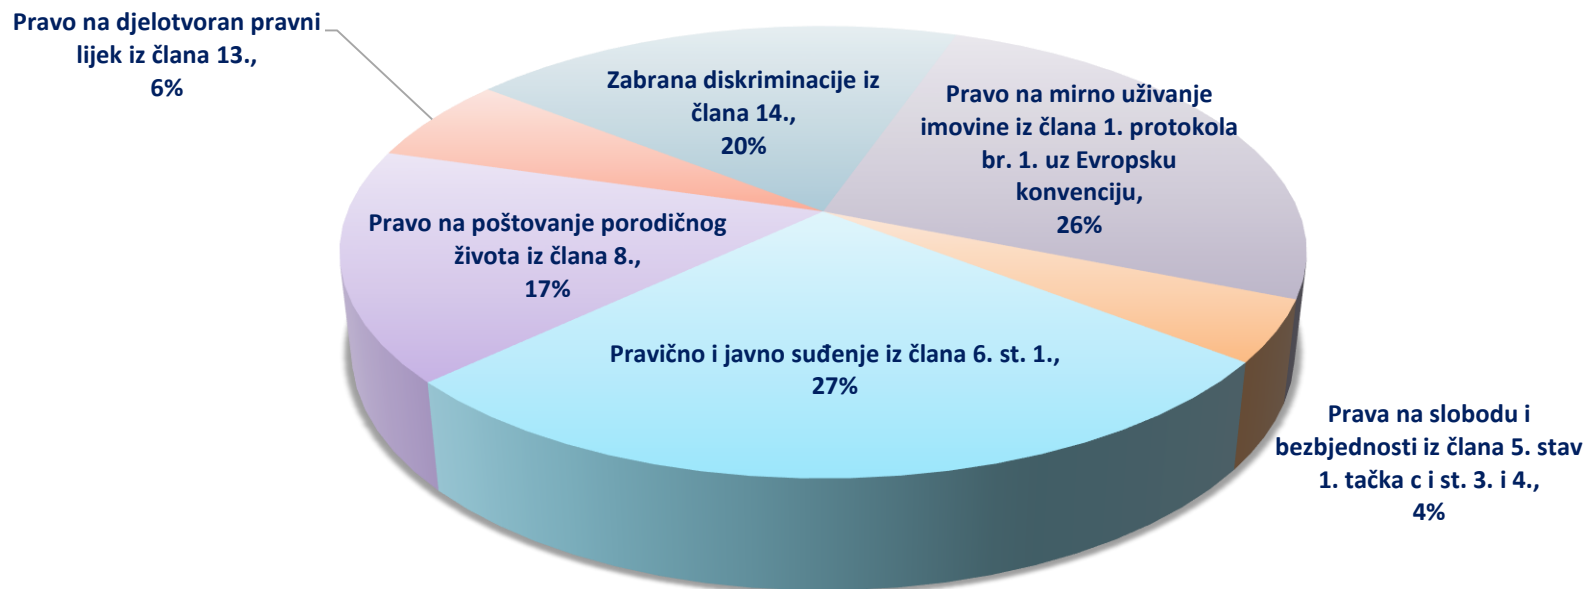 Pravo na djelotvoran pravni
lijek iz člana 13.,
6%
Zabrana diskriminacije iz
člana 14.,
20%
Pravo na mirno uživanje
imovine iz člana 1. protokola
br. 1. uz Evropsku
konvenciju,
26%
Pravo na poštovanje porodičnog
života iz člana 8.,
17%
Pravično i javno suđenje iz člana 6. st. 1.,
27%
Prava na slobodu i
bezbjednosti iz člana 5. stav
1. tačka c i st. 3. i 4.,
4%